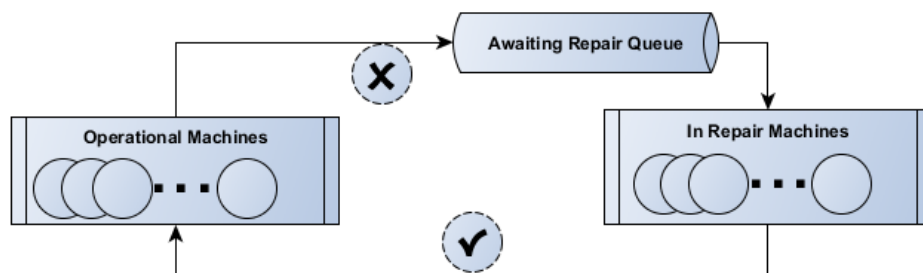 Awaiting Repair Queue
Operational Machines
In Repair Machines